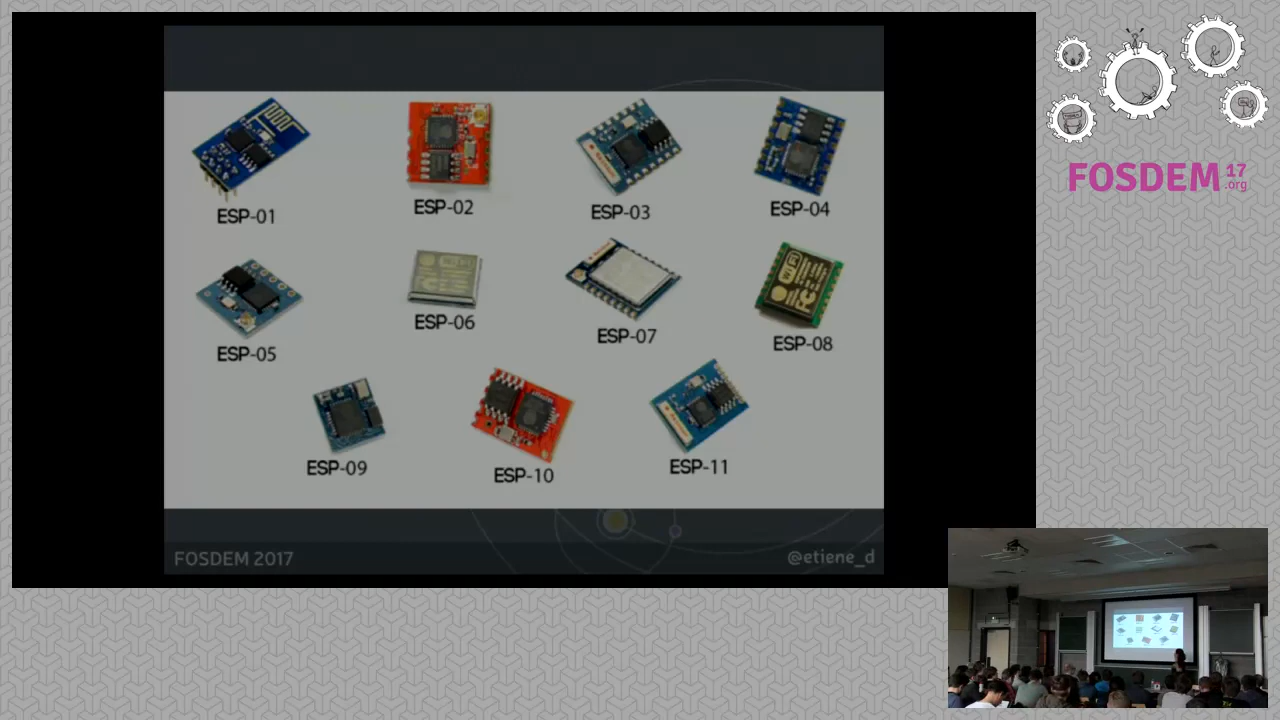 ESP-01
ESP-02
ESP-03
ESP-04
ESP-05
ESP-06
ESP-07
ESP-08
ESP-09
ESP-10
ESP-11
FOSDEM 2017
@etiene_d
FOSDEM 17
.org